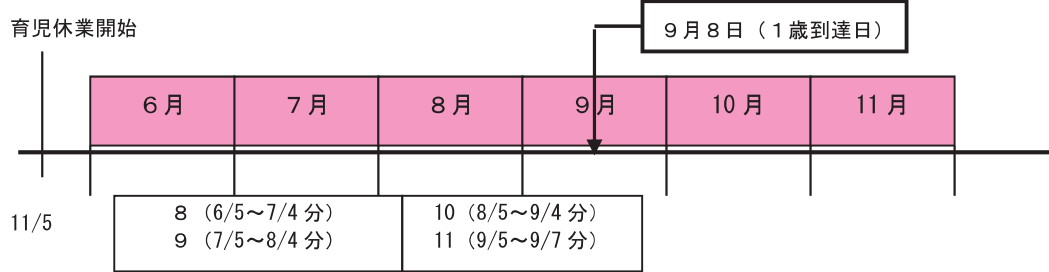 育児休業開始
９月８日（１歳到達日）
６月
７月
８月
９月
10月
11月
11/5
８（6/5～7/4分）
９（7/5～8/4分）
10（8/5～9/4分）
11（9/5～9/7分）